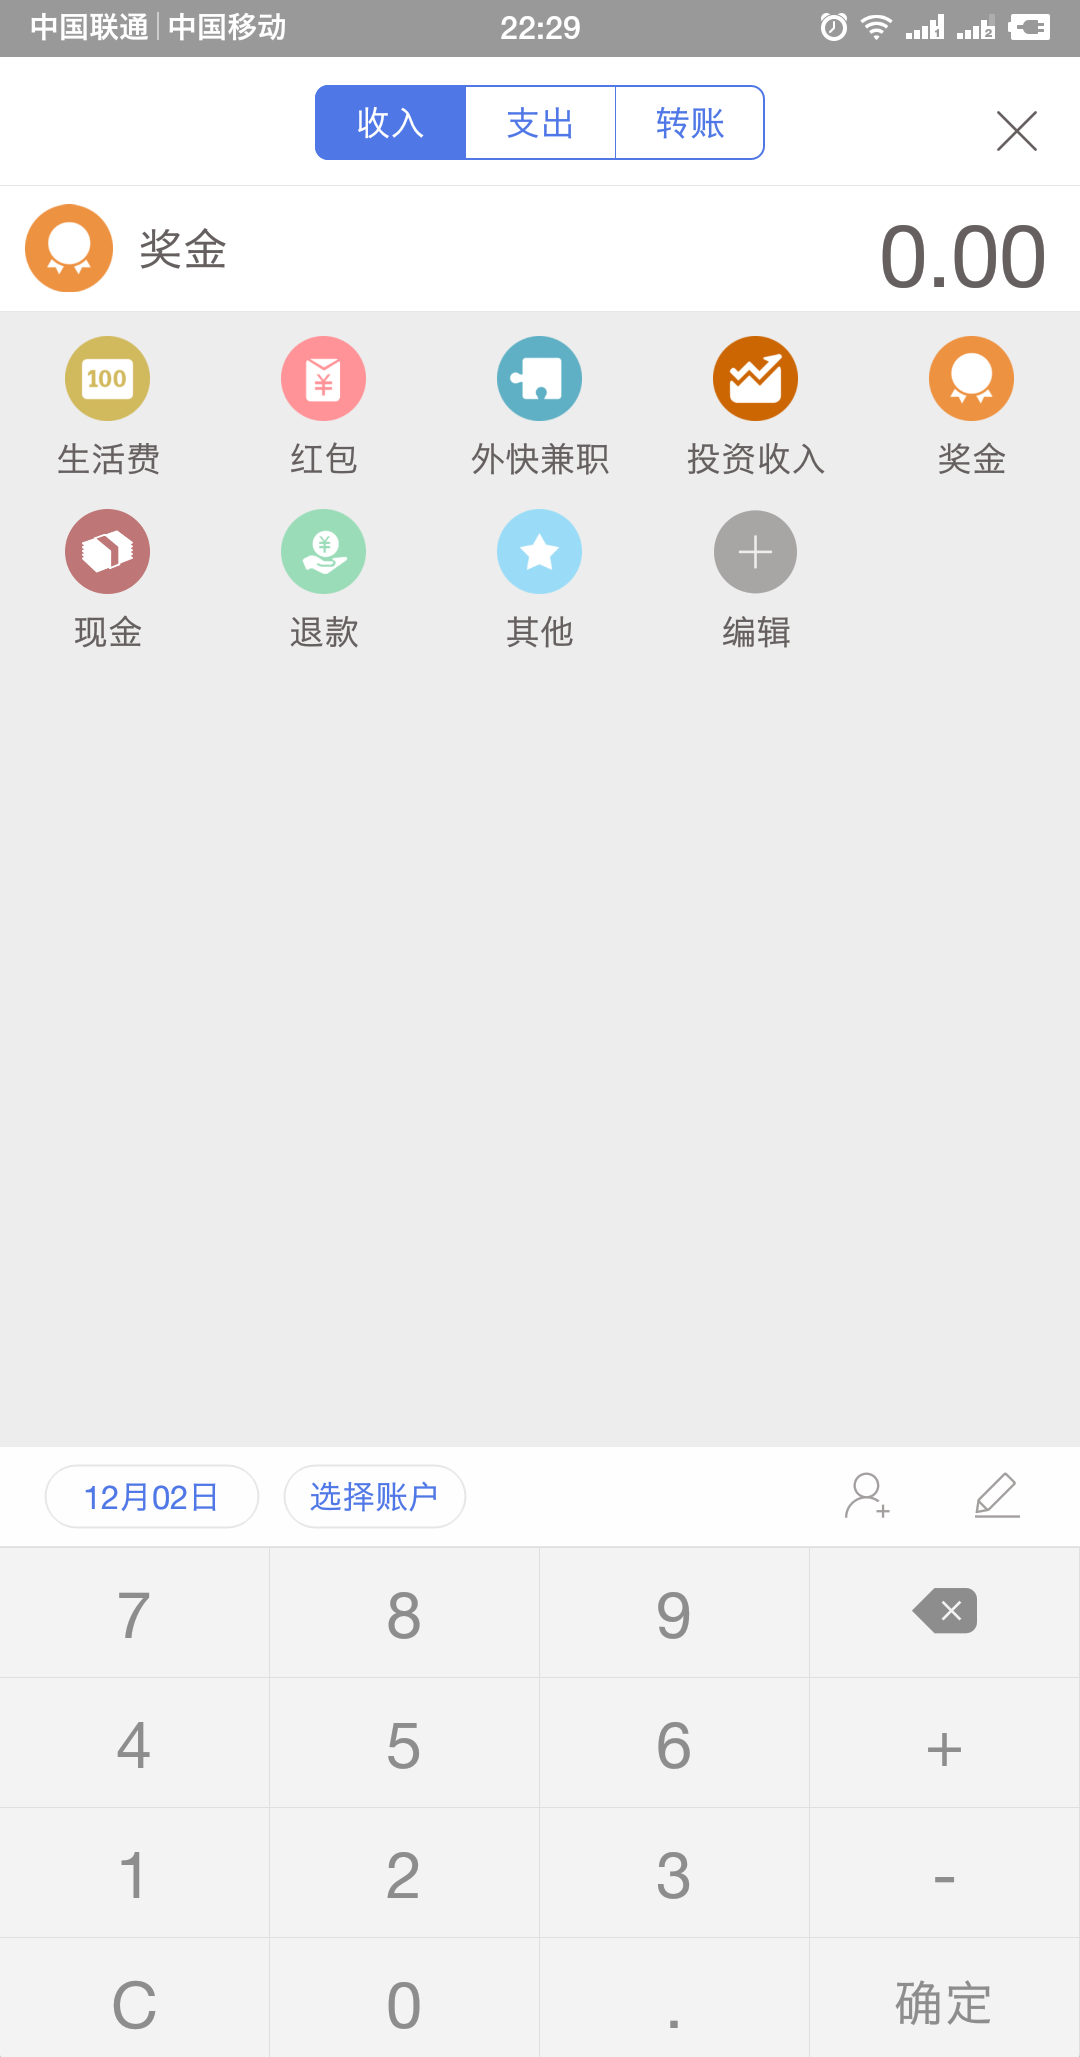 中国联通 中国移动 22:29 1 2
收入 支出 转账
奖金 0.00
100 ¥
生活费 红包 外快兼职 投资收入 奖金
¥
现金 退款 其他 编辑
12月02日 选择账户
7 8 9
4 5 6 +
1 2 3 -
C 0 . 确定